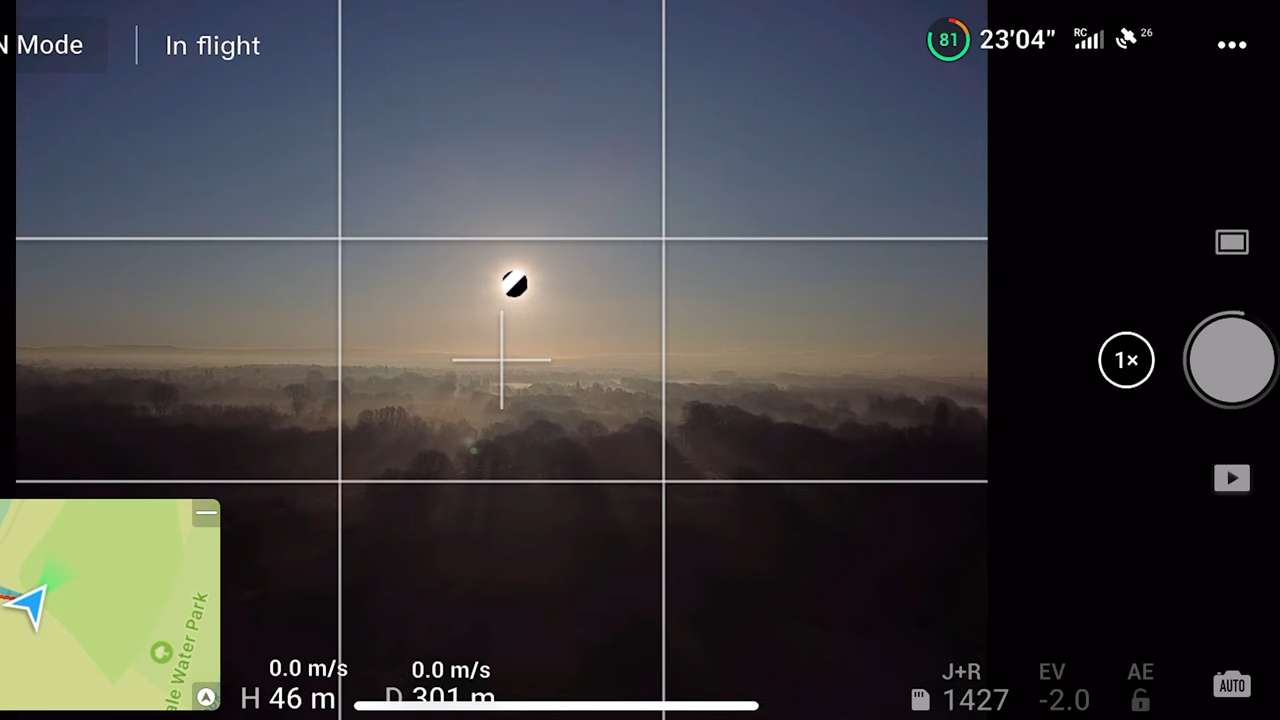 N Mode
In flight
81
23'04"
RC
26
1×
ale Water Park
0.0 m/s
0.0 m/s
H 46 m
D 301 m
J+R
1427
EV
-2.0
AE
AUTO